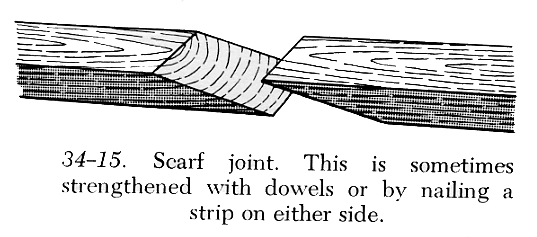 34–15. Scarf joint. This is sometimes
strengthened with dowels or by nailing a
strip on either side.